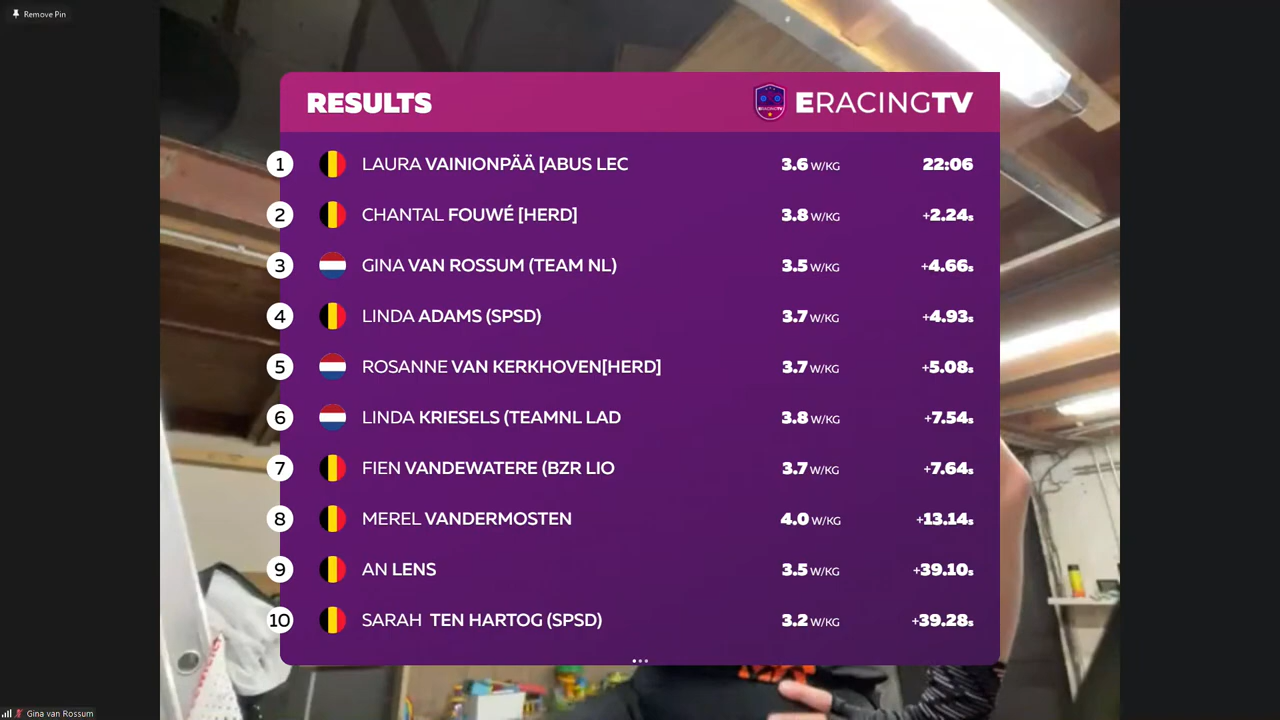 Remove Pin
RESULTS
ERACINGTV
1 LAURA VAINIONPÄÄ [ABUS LEC 3.6 W/KG 22:06
2 CHANTAL FOUWÉ [HERD] 3.8 W/KG +2.24s
3 GINA VAN ROSSUM (TEAM NL) 3.5 W/KG +4.66s
4 LINDA ADAMS (SPSD) 3.7 W/KG +4.93s
5 ROSANNE VAN KERKHOVEN[HERD] 3.7 W/KG +5.08s
6 LINDA KRIESELS (TEAMNL LAD 3.8 W/KG +7.54s
7 FIEN VANDEWATERE (BZR LIO 3.7 W/KG +7.64s
8 MEREL VANDERMOSTEN 4.0 W/KG +13.14s
9 AN LENS 3.5 W/KG +39.10s
10 SARAH TEN HARTOG (SPSD) 3.2 W/KG +39.28s
Gina van Rossum